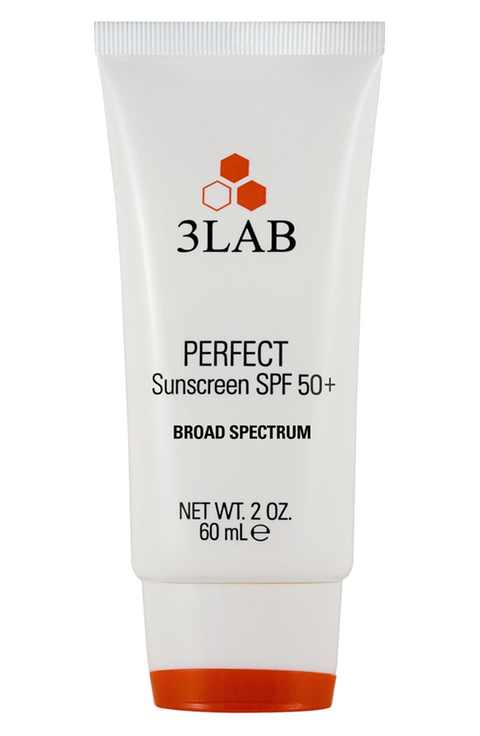 3LAB
PERFECT
Sunscreen SPF 50+
BROAD SPECTRUM
NET WT. 2 OZ.
60 mL℮